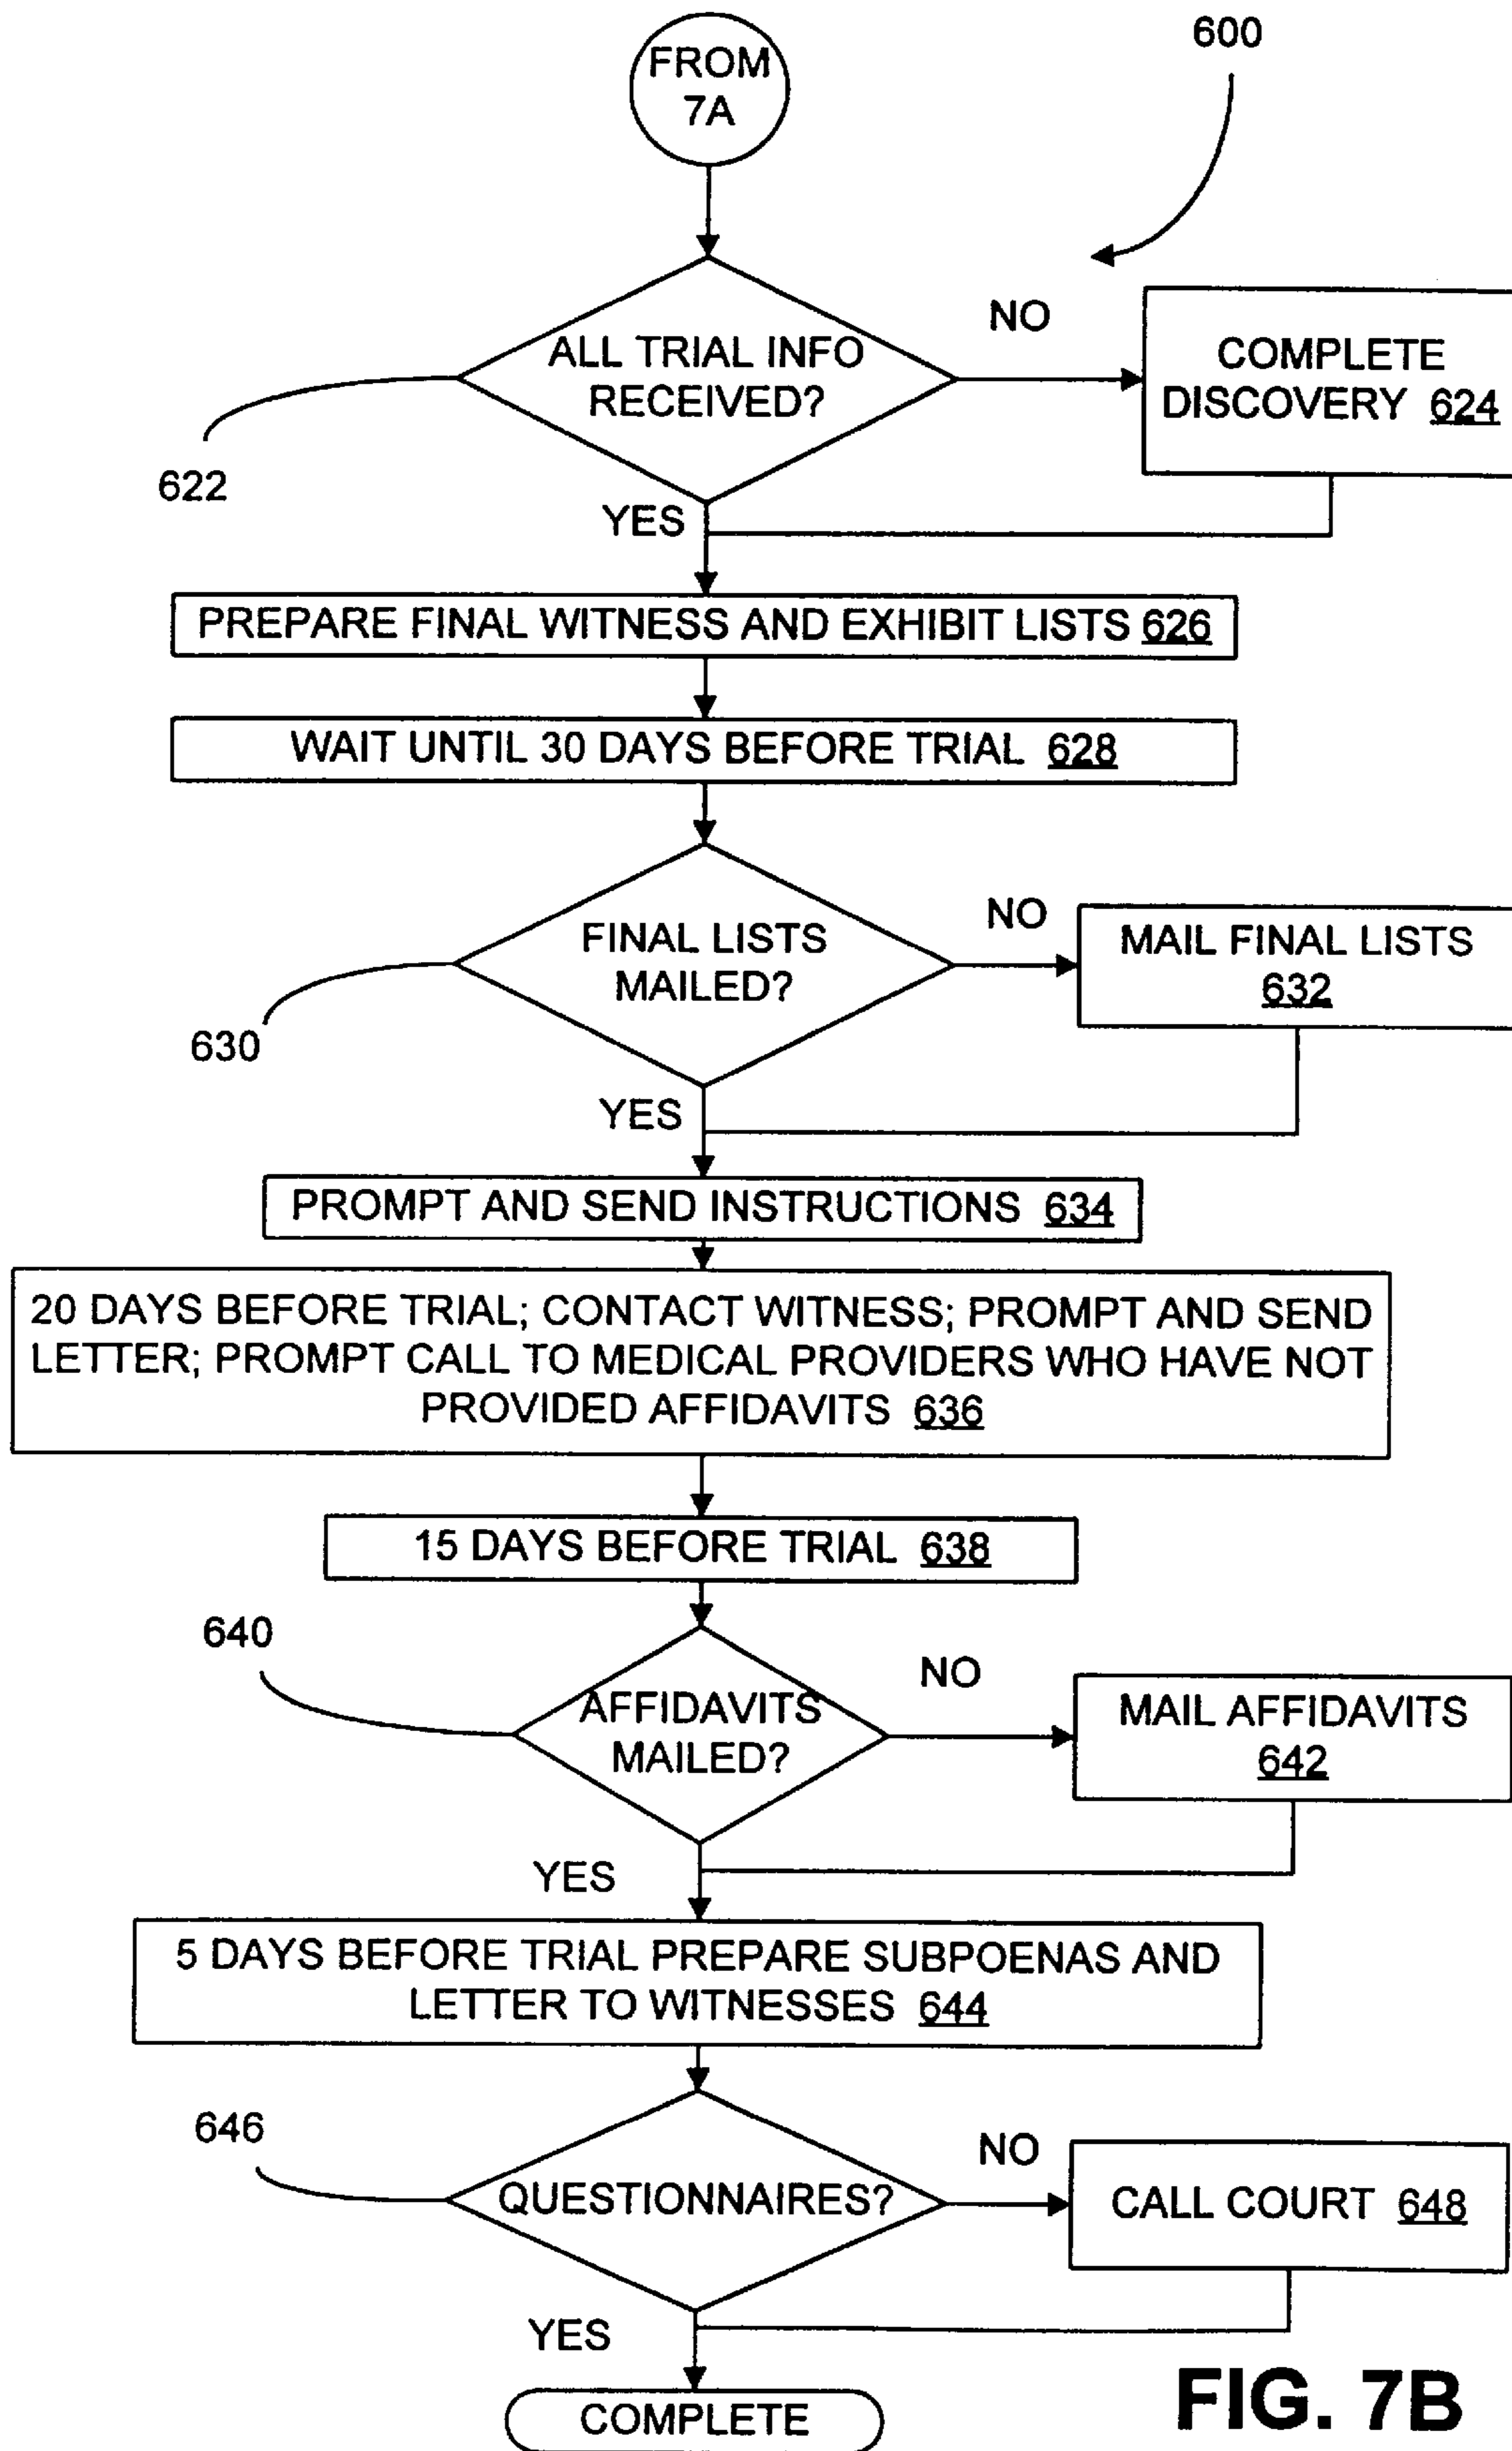 600
FROM
7A
ALL TRIAL INFO
RECEIVED?
NO
COMPLETE
DISCOVERY 624
622
YES
PREPARE FINAL WITNESS AND EXHIBIT LISTS 626
WAIT UNTIL 30 DAYS BEFORE TRIAL 628
FINAL LISTS
MAILED?
NO
MAIL FINAL LISTS
632
630
YES
PROMPT AND SEND INSTRUCTIONS 634
20 DAYS BEFORE TRIAL; CONTACT WITNESS; PROMPT AND SEND
LETTER; PROMPT CALL TO MEDICAL PROVIDERS WHO HAVE NOT
PROVIDED AFFIDAVITS 636
15 DAYS BEFORE TRIAL 638
640
AFFIDAVITS
MAILED?
NO
MAIL AFFIDAVITS
642
YES
5 DAYS BEFORE TRIAL PREPARE SUBPOENAS AND
LETTER TO WITNESSES 644
646
QUESTIONNAIRES?
NO
CALL COURT 648
YES
COMPLETE
FIG. 7B